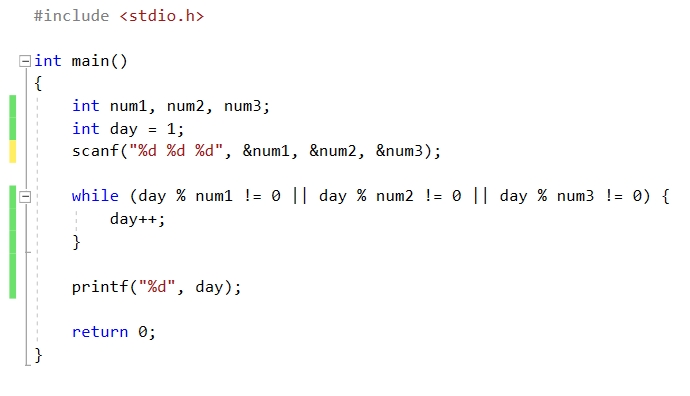 #include <stdio.h>
int main()
{
int num1, num2, num3;
int day = 1;
scanf("%d %d %d", &num1, &num2, &num3);
while (day % num1 != 0 || day % num2 != 0 || day % num3 != 0) {
day++;
}
printf("%d", day);
return 0;
}